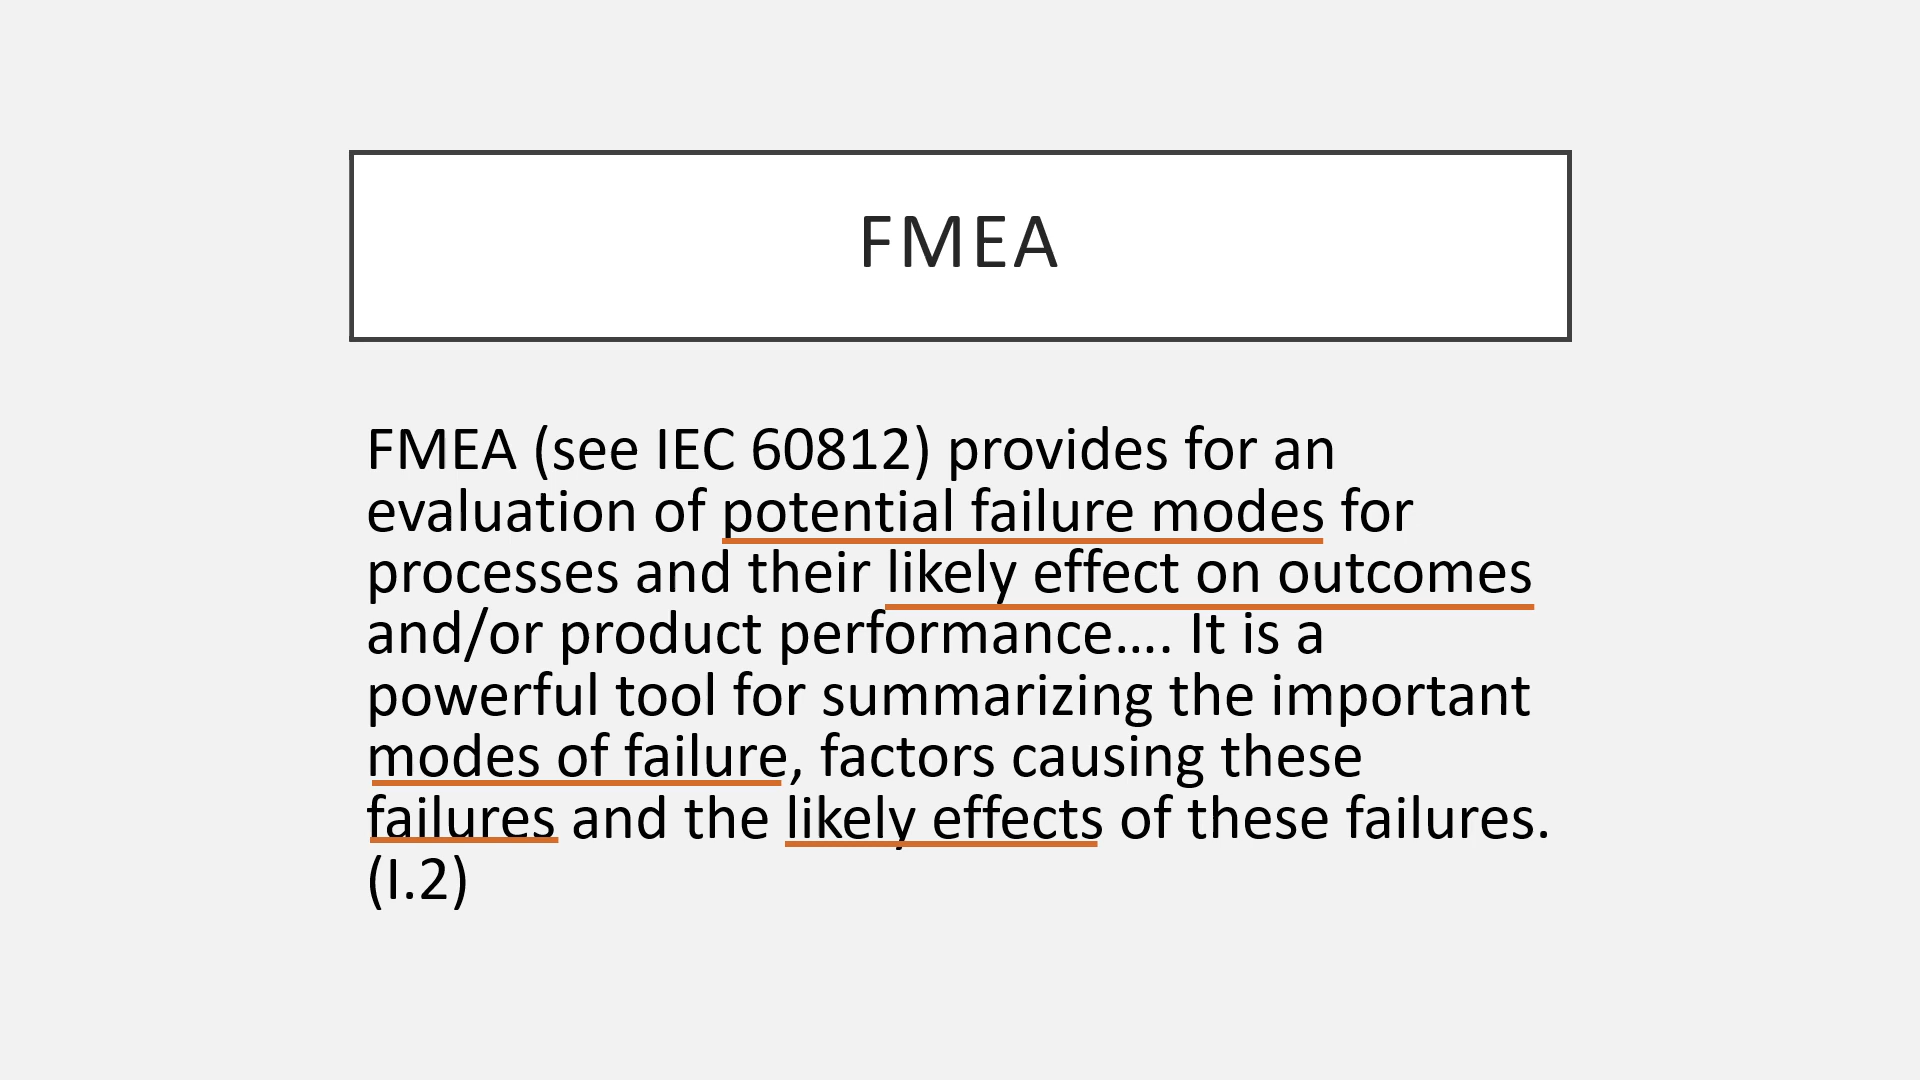 FMEA
FMEA (see IEC 60812) provides for an
evaluation of potential failure modes for
processes and their likely effect on outcomes
and/or product performance…. It is a
powerful tool for summarizing the important
modes of failure, factors causing these
failures and the likely effects of these failures.
(I.2)